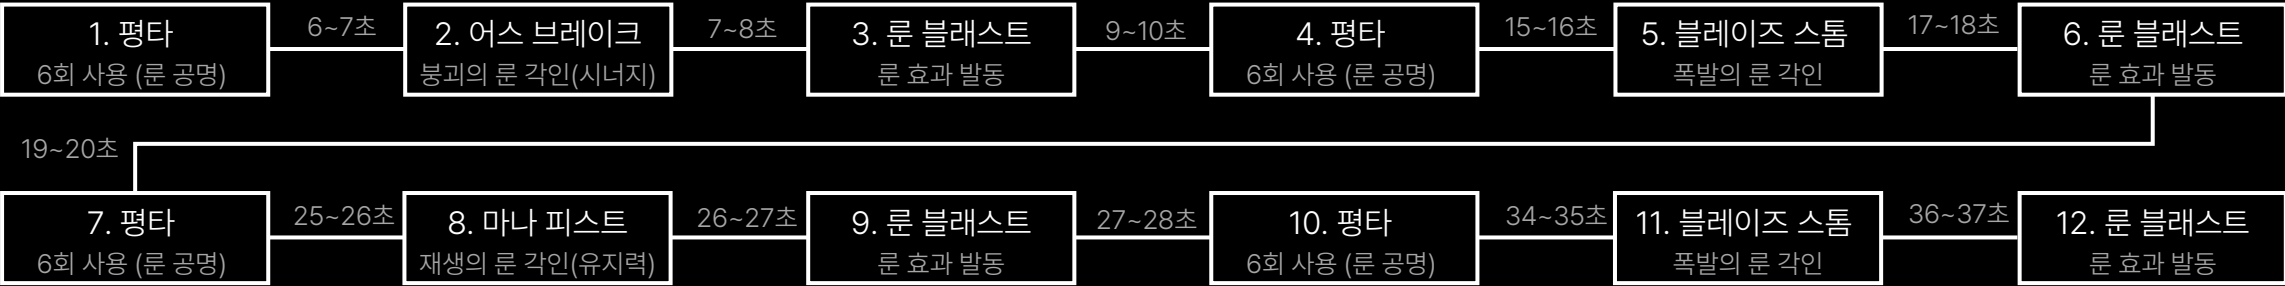 1. 평타
6회 사용 (룬 공명)
6~7초
2. 어스 브레이크
붕괴의 룬 각인(시너지)
7~8초
3. 룬 블래스트
룬 효과 발동
9~10초
4. 평타
6회 사용 (룬 공명)
15~16초
5. 블레이즈 스톰
폭발의 룬 각인
17~18초
6. 룬 블래스트
룬 효과 발동
19~20초
7. 평타
6회 사용 (룬 공명)
25~26초
8. 마나 피스트
재생의 룬 각인(유지력)
26~27초
9. 룬 블래스트
룬 효과 발동
27~28초
10. 평타
6회 사용 (룬 공명)
34~35초
11. 블레이즈 스톰
폭발의 룬 각인
36~37초
12. 룬 블래스트
룬 효과 발동